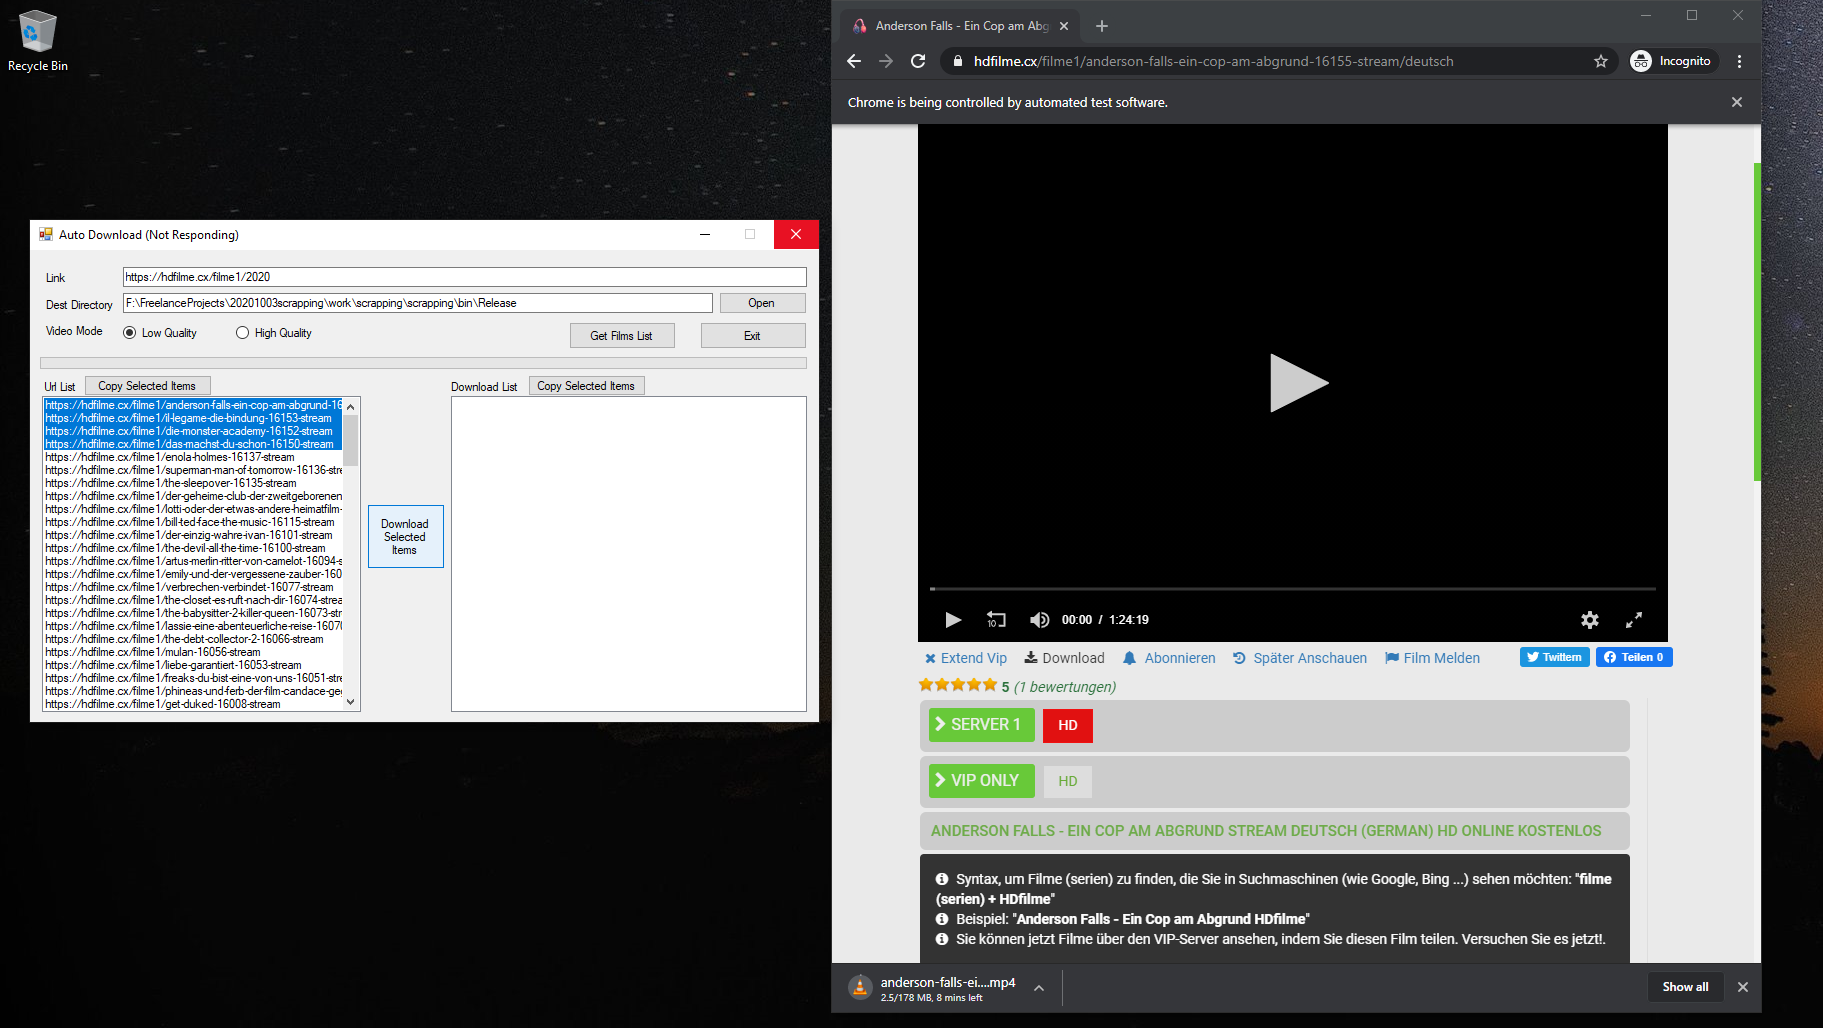 Recycle Bin
Auto Download (Not Responding)
Link
https://hdfilme.cx/filme1/2020
Dest Directory
F:\FreelanceProjects\20201003scrapping\work\scrapping\scrapping\bin\Release
Open
Video Mode
Low Quality
High Quality
Get Films List
Exit
Url List
Copy Selected Items
Download List
Copy Selected Items
https://hdfilme.cx/filme1/anderson-falls-ein-cop-am-abgrund-16
https://hdfilme.cx/filme1/il-legame-die-bindung-16153-stream
https://hdfilme.cx/filme1/die-monster-academy-16152-stream
https://hdfilme.cx/filme1/das-machst-du-schon-16150-stream
https://hdfilme.cx/filme1/enola-holmes-16137-stream
https://hdfilme.cx/filme1/superman-man-of-tomorrow-16136-stre
https://hdfilme.cx/filme1/the-sleepover-16135-stream
https://hdfilme.cx/filme1/der-geheime-club-der-zweitgeborenen
https://hdfilme.cx/filme1/lotti-oder-der-etwas-andere-heimatfilm-
https://hdfilme.cx/filme1/bill-ted-face-the-music-16115-stream
https://hdfilme.cx/filme1/der-einzig-wahre-ivan-16101-stream
https://hdfilme.cx/filme1/the-devil-all-the-time-16100-stream
https://hdfilme.cx/filme1/artus-merlin-ritter-von-camelot-16094-s
https://hdfilme.cx/filme1/emily-und-der-vergessene-zauber-160
https://hdfilme.cx/filme1/verbrechen-verbindet-16077-stream
https://hdfilme.cx/filme1/the-closet-es-ruft-nach-dir-16074-strea
https://hdfilme.cx/filme1/the-babysitter-2-killer-queen-16073-str
https://hdfilme.cx/filme1/lassie-eine-abenteuerliche-reise-16070
https://hdfilme.cx/filme1/the-debt-collector-2-16066-stream
https://hdfilme.cx/filme1/mulan-16056-stream
https://hdfilme.cx/filme1/liebe-garantiert-16053-stream
https://hdfilme.cx/filme1/freaks-du-bist-eine-von-uns-16051-stre
https://hdfilme.cx/filme1/phineas-und-ferb-der-film-candace-geg
https://hdfilme.cx/filme1/get-duked-16008-stream
Download
Selected
Items
Anderson Falls - Ein Cop am Abg
hdfilme.cx/filme1/anderson-falls-ein-cop-am-abgrund-16155-stream/deutsch
Incognito
Chrome is being controlled by automated test software.
10
00:00 / 1:24:19
Extend Vip
Download
Abonnieren
Später Anschauen
Film Melden
Twittern
Teilen 0
5 (1 bewertungen)
SERVER 1
HD
VIP ONLY
HD
ANDERSON FALLS - EIN COP AM ABGRUND STREAM DEUTSCH (GERMAN) HD ONLINE KOSTENLOS
Syntax, um Filme (serien) zu finden, die Sie in Suchmaschinen (wie Google, Bing ...) sehen möchten: "filme
(serien) + HDfilme"
Beispiel: "Anderson Falls - Ein Cop am Abgrund HDfilme"
Sie können jetzt Filme über den VIP-Server ansehen, indem Sie diesen Film teilen. Versuchen Sie es jetzt!.
anderson-falls-ei....mp4
2.5/178 MB, 8 mins left
Show all